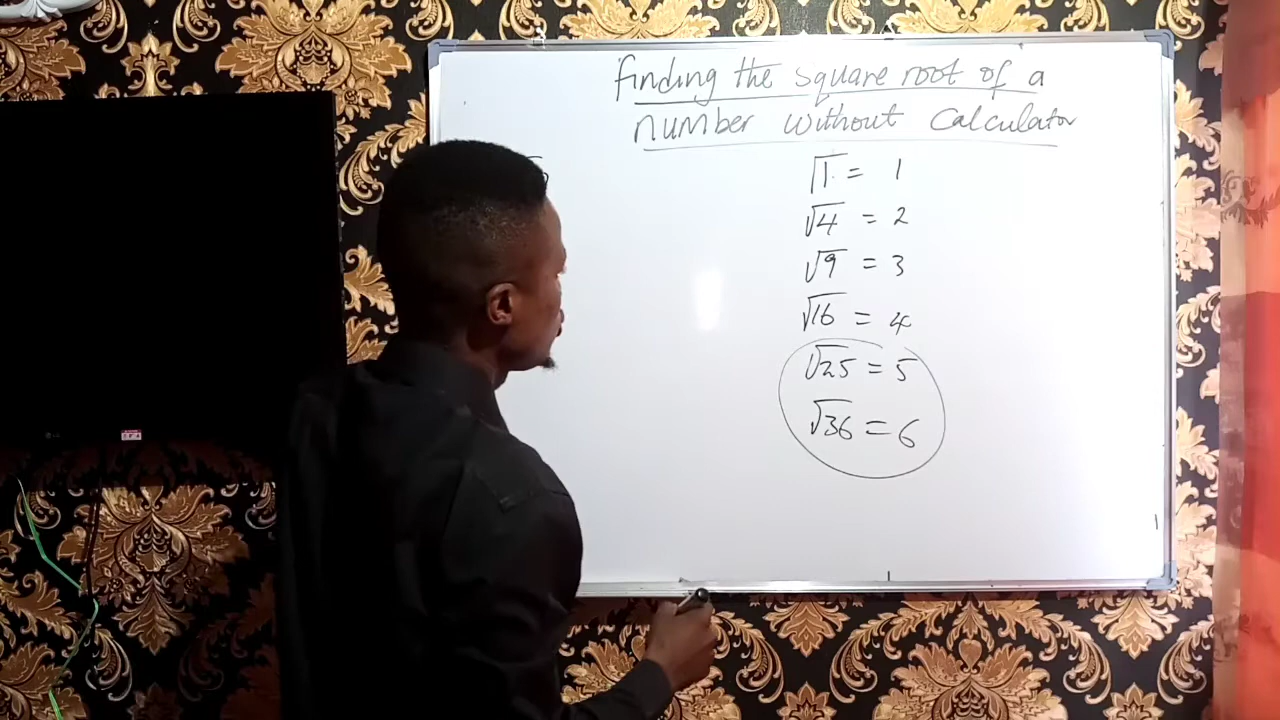 finding the square root of a
number without calculator
√1 = 1
√4 = 2
√9 = 3
√16 = 4
√25 = 5
√36 = 6